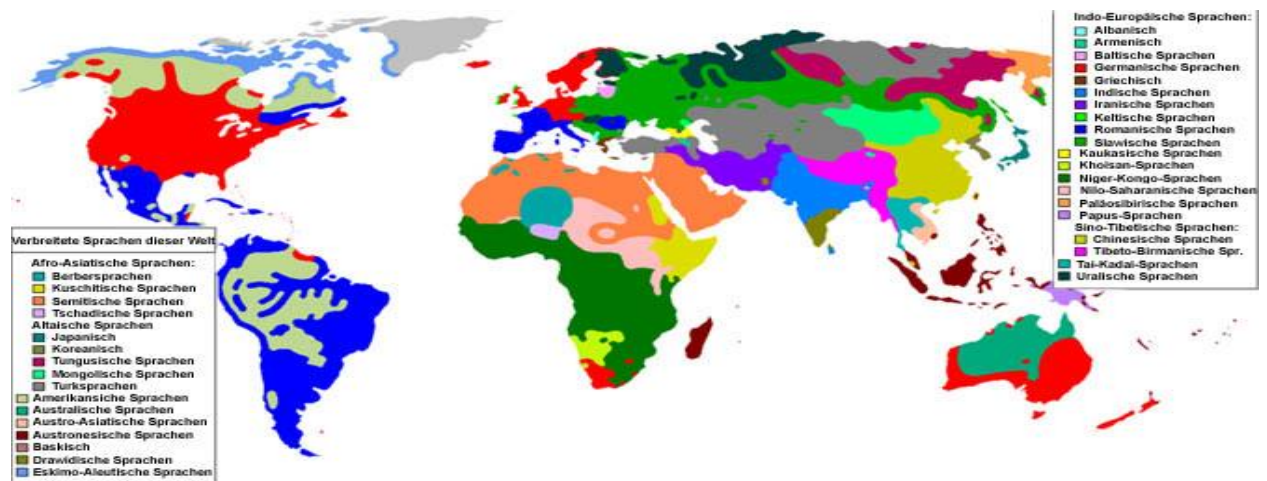 Verbreitete Sprachen dieser Welt
Afro-Asiatische Sprachen:
Berbersprachen
Kuschitische Sprachen
Semitische Sprachen
Tschadische Sprachen
Altaische Sprachen
Japanisch
Koreanisch
Tungusische Sprachen
Mongolische Sprachen
Turksprachen
Amerikansiche Sprachen
Australische Sprachen
Austro-Asiatische Sprachen
Austronesische Sprachen
Baskisch
Drawidische Sprachen
Eskimo-Aleutische Sprachen
Indo-Europäische Sprachen:
Albanisch
Armenisch
Baltische Sprachen
Germanische Sprachen
Griechisch
Indische Sprachen
Iranische Sprachen
Keltische Sprachen
Romanische Sprachen
Slawische Sprachen
Kaukasische Sprachen
Khoisan-Sprachen
Niger-Kongo-Sprachen
Nilo-Saharanische Sprachen
Paläosibirische Sprachen
Papus-Sprachen
Sino-Tibetische Sprachen:
Chinesische Sprachen
Tibeto-Birmanische Spr.
Tai-Kadai-Sprachen
Uralische Sprachen